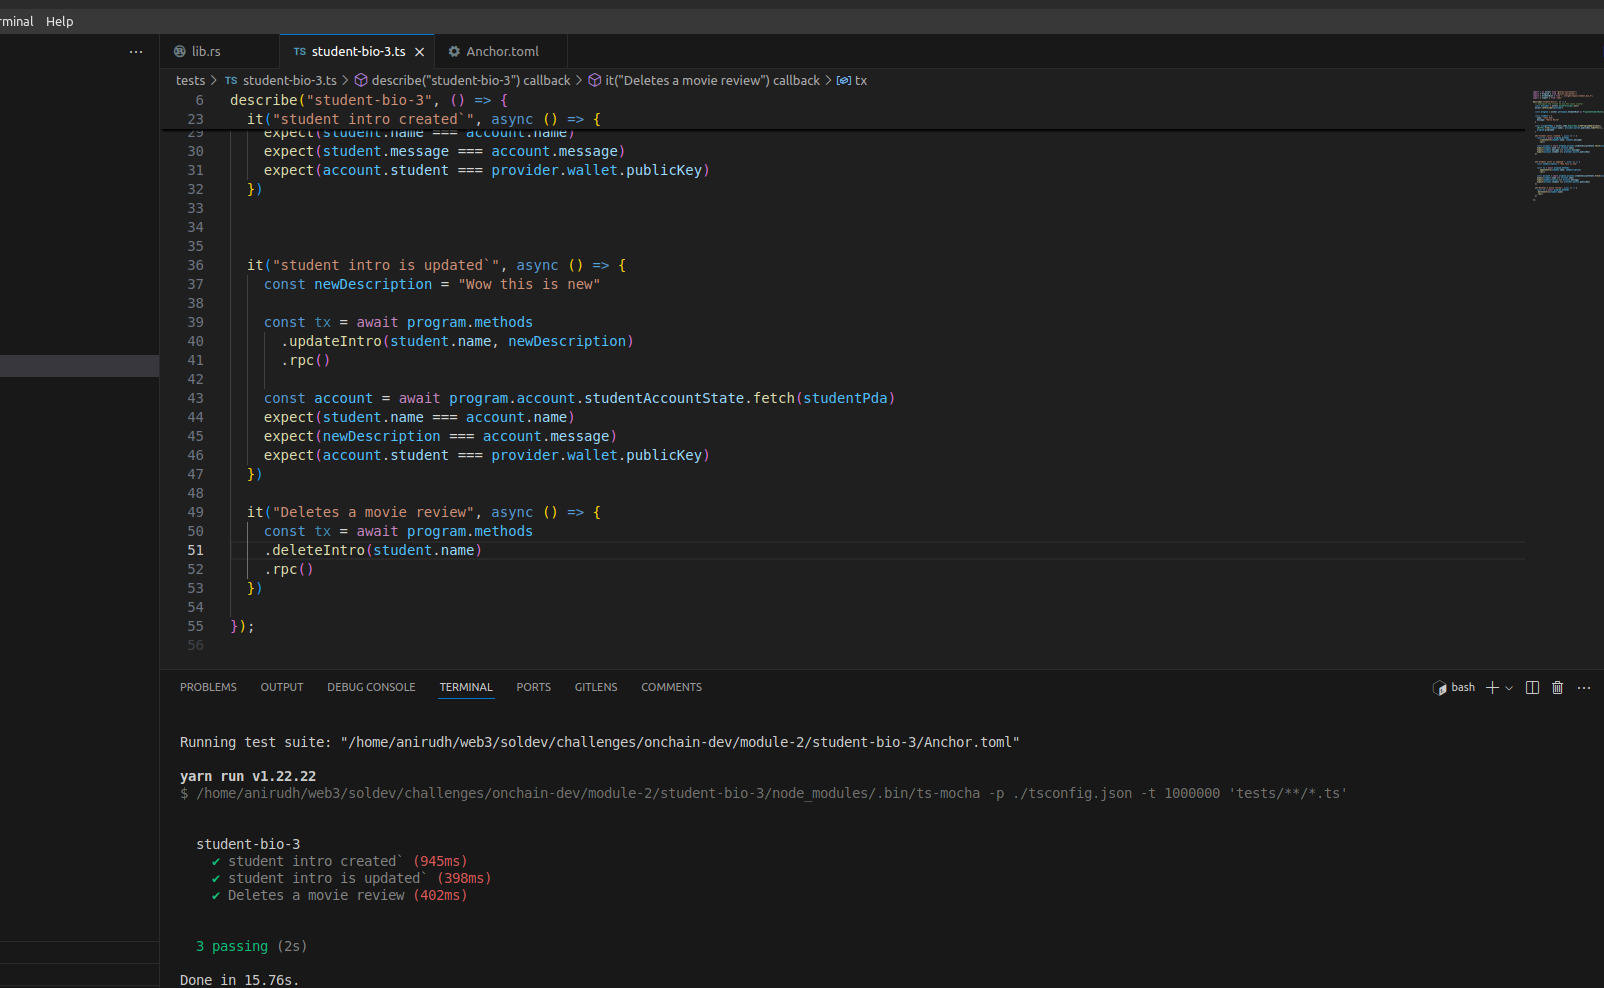 rminal Help
lib.rs
TS student-bio-3.ts
Anchor.toml
tests > TS student-bio-3.ts > describe("student-bio-3") callback > it("Deletes a movie review") callback > tx
6 describe("student-bio-3", () => {
23 it("student intro created`", async () => {
29 expect(student.name === account.name)
30 expect(student.message === account.message)
31 expect(account.student === provider.wallet.publicKey)
32 })
33
34
35
36 it("student intro is updated`", async () => {
37 const newDescription = "Wow this is new"
38
39 const tx = await program.methods
40 .updateIntro(student.name, newDescription)
41 .rpc()
42
43 const account = await program.account.studentAccountState.fetch(studentPda)
44 expect(student.name === account.name)
45 expect(newDescription === account.message)
46 expect(account.student === provider.wallet.publicKey)
47 })
48
49 it("Deletes a movie review", async () => {
50 const tx = await program.methods
51 .deleteIntro(student.name)
52 .rpc()
53 })
54
55 });
56
PROBLEMS OUTPUT DEBUG CONSOLE TERMINAL PORTS GITLENS COMMENTS
bash
Running test suite: "/home/anirudh/web3/soldev/challenges/onchain-dev/module-2/student-bio-3/Anchor.toml"
yarn run v1.22.22
$ /home/anirudh/web3/soldev/challenges/onchain-dev/module-2/student-bio-3/node_modules/.bin/ts-mocha -p ./tsconfig.json -t 1000000 'tests/**/*.ts'
student-bio-3
✔ student intro created` (945ms)
✔ student intro is updated` (398ms)
✔ Deletes a movie review (402ms)
3 passing (2s)
Done in 15.76s.